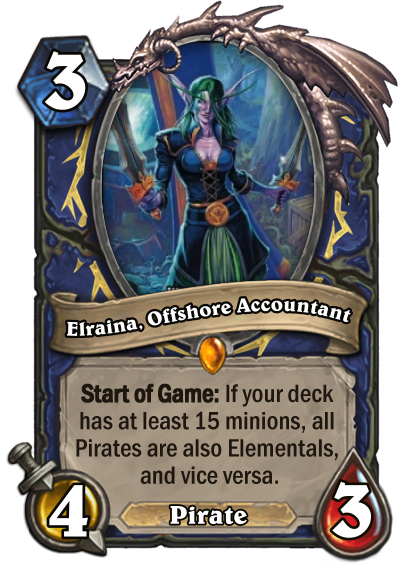 3
Elraina, Offshore Accountant
Start of Game: If your deck
has at least 15 minions, all
Pirates are also Elementals,
and vice versa.
4
Pirate
3